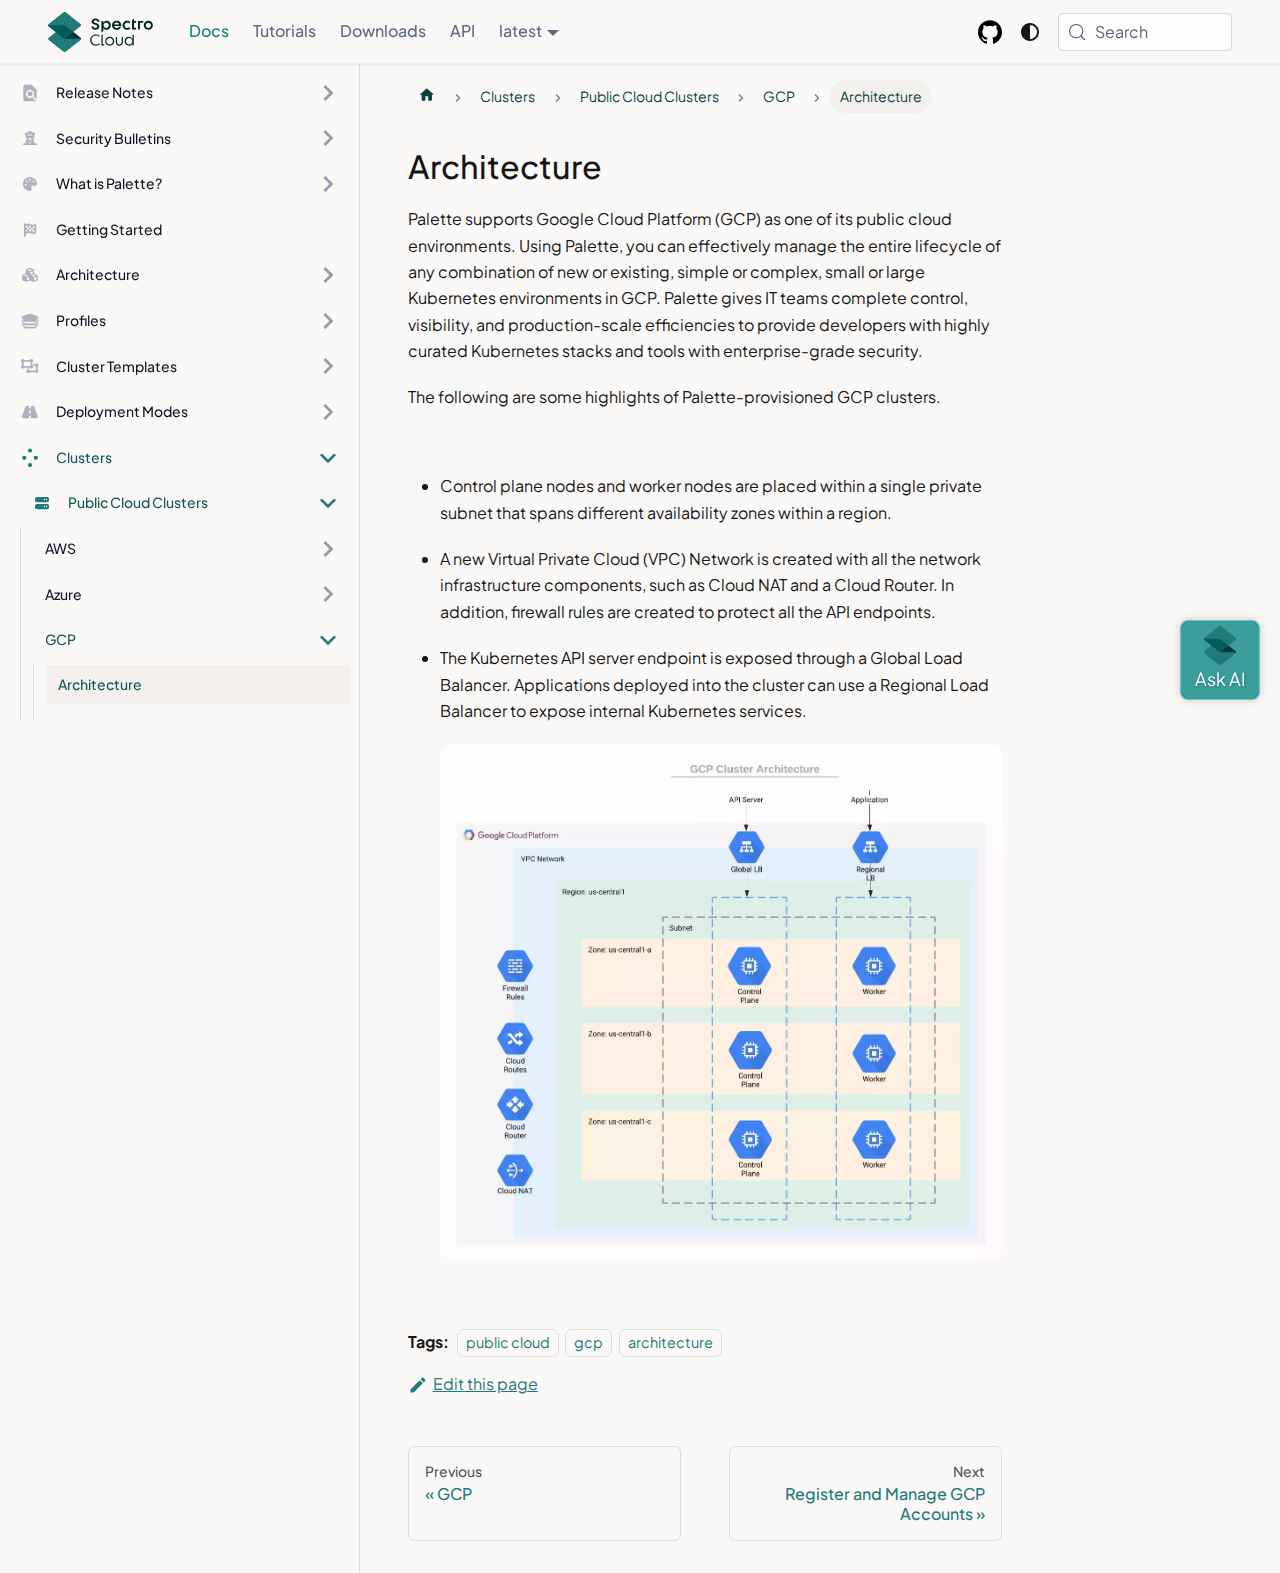 Spectro Cloud
Docs
Tutorials
Downloads
API
latest
Search
Release Notes
Security Bulletins
What is Palette?
Getting Started
Architecture
Profiles
Cluster Templates
Deployment Modes
Clusters
Public Cloud Clusters
AWS
Azure
GCP
Architecture
Clusters
Public Cloud Clusters
GCP
Architecture
Architecture
Palette supports Google Cloud Platform (GCP) as one of its public cloud
environments. Using Palette, you can effectively manage the entire lifecycle of
any combination of new or existing, simple or complex, small or large
Kubernetes environments in GCP. Palette gives IT teams complete control,
visibility, and production-scale efficiencies to provide developers with highly
curated Kubernetes stacks and tools with enterprise-grade security.
The following are some highlights of Palette-provisioned GCP clusters.
Control plane nodes and worker nodes are placed within a single private
subnet that spans different availability zones within a region.
A new Virtual Private Cloud (VPC) Network is created with all the network
infrastructure components, such as Cloud NAT and a Cloud Router. In
addition, firewall rules are created to protect all the API endpoints.
The Kubernetes API server endpoint is exposed through a Global Load
Balancer. Applications deployed into the cluster can use a Regional Load
Balancer to expose internal Kubernetes services.
GCP Cluster Architecture
API Server
Application
Google Cloud Platform
VPC Network
Global LB
Regional
LB
Region: us-central1
Subnet
Zone: us-central1-a
Control
Plane
Worker
Firewall
Rules
Zone: us-central1-b
Control
Plane
Worker
Cloud
Routes
Zone: us-central1-c
Control
Plane
Worker
Cloud
Router
Cloud NAT
Ask AI
Tags:
public cloud
gcp
architecture
Edit this page
Previous
« GCP
Next
Register and Manage GCP
Accounts »